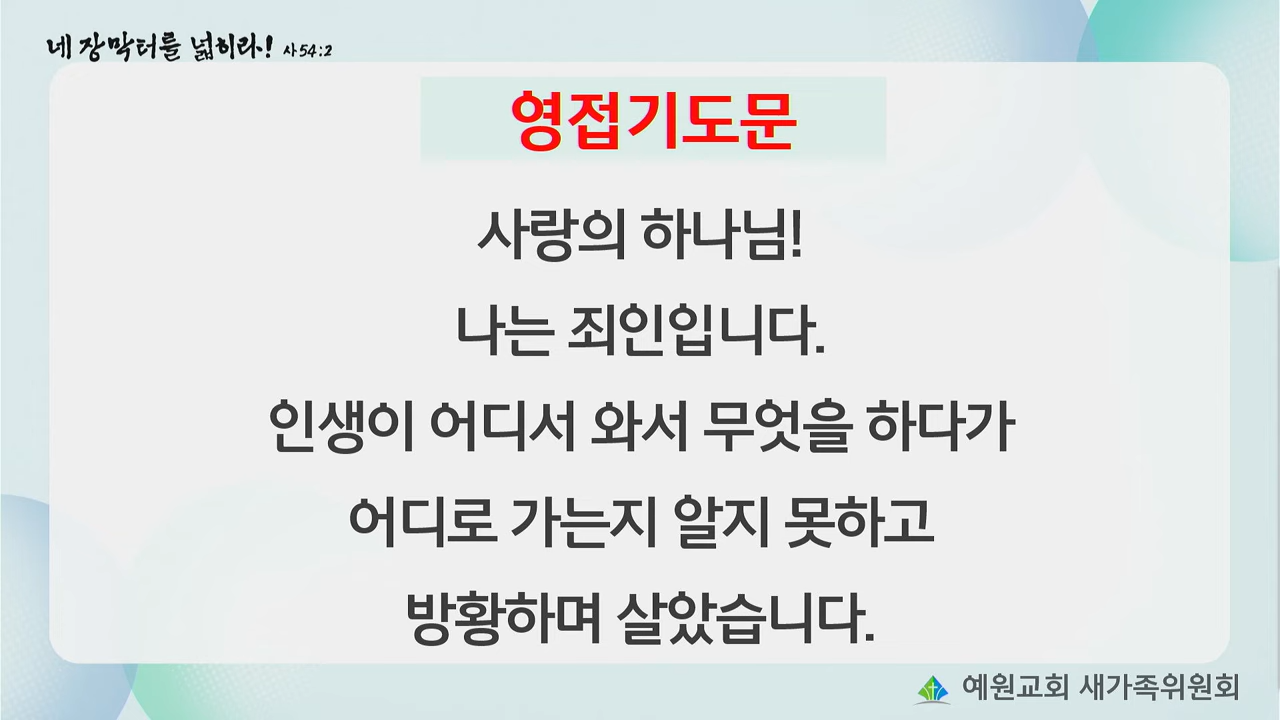 네 장막터를 넓히라! 사54:2
영접기도문
사랑의 하나님!
나는 죄인입니다.
인생이 어디서 와서 무엇을 하다가
어디로 가는지 알지 못하고
방황하며 살았습니다.
예원교회 새가족위원회